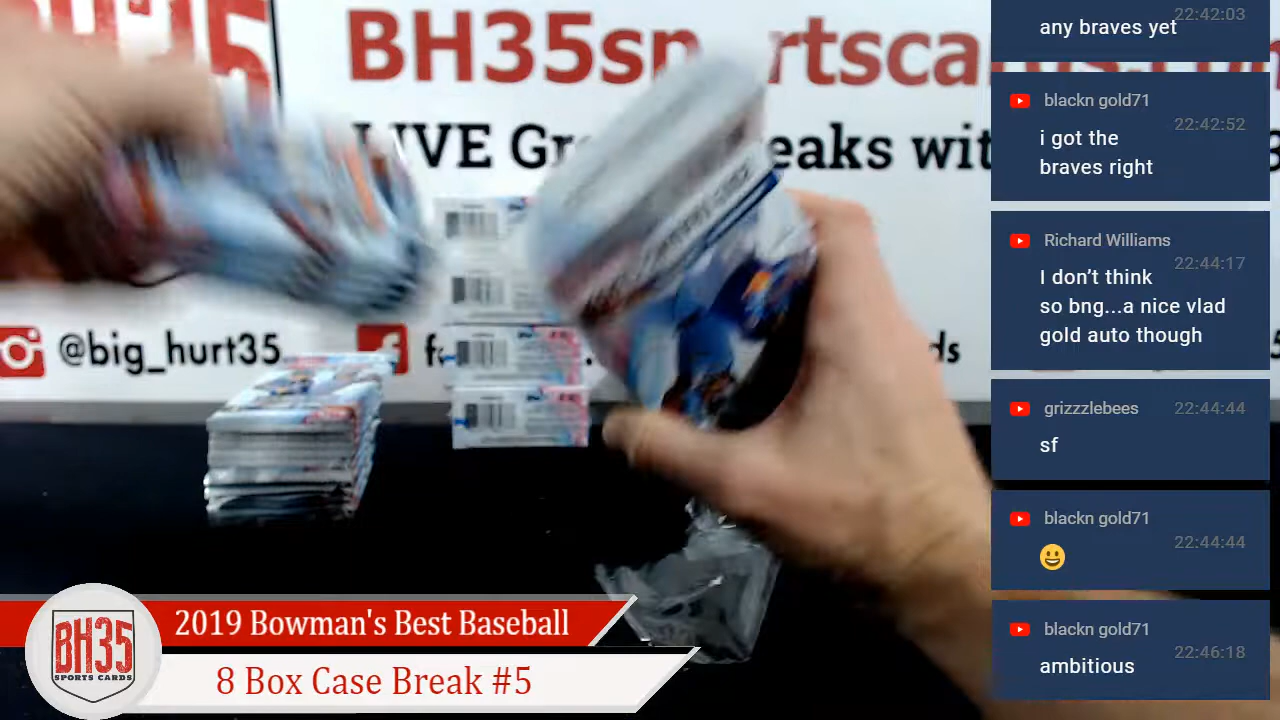 BH35sp rtscards.com
LIVE Gr eaks wit
@big_hurt35
2019 Bowman's Best Baseball
8 Box Case Break #5
BH35
SPORTS CARDS
22:42:03
any braves yet
blackn gold71
22:42:52
i got the
braves right
Richard Williams
22:44:17
I don’t think
so bng...a nice vlad
gold auto though
grizzzlebees 22:44:44
sf
blackn gold71
22:44:44
😀
blackn gold71
22:46:18
ambitious